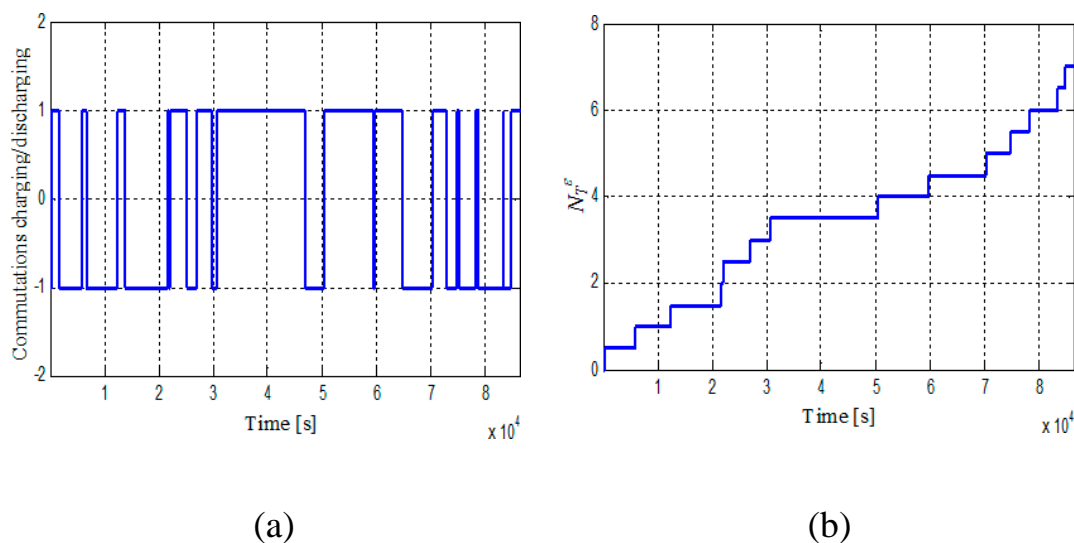 Commutations charging/discharging
2
1
0
-1
-2
1 2 3 4 5 6 7 8
Time [s]
x 10^4
(a)
N_T^ε
8
6
4
2
0
1 2 3 4 5 6 7 8
Time [s]
x 10^4
(b)